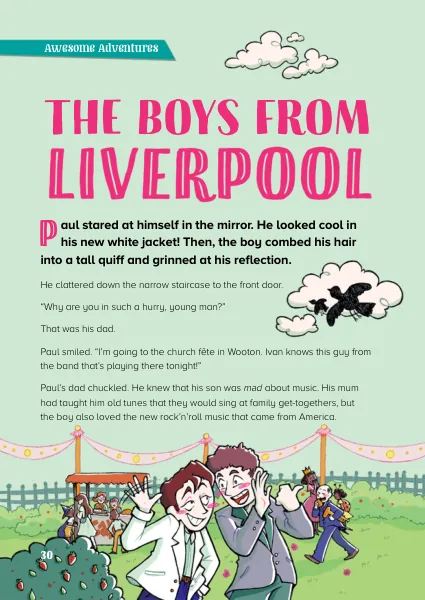 Awesome Adventures
THE BOYS FROM
LIVERPOOL
Paul stared at himself in the mirror. He looked cool in
his new white jacket! Then, the boy combed his hair
into a tall quiff and grinned at his reflection.
He clattered down the narrow staircase to the front door.
“Why are you in such a hurry, young man?”
That was his dad.
Paul smiled. “I’m going to the church fête in Wooton. Ivan knows this guy from
the band that’s playing there tonight!”
Paul’s dad chuckled. He knew that his son was mad about music. His mum
had taught him old tunes that they would sing at family get-togethers, but
the boy also loved the new rock’n’roll music that came from America.
30